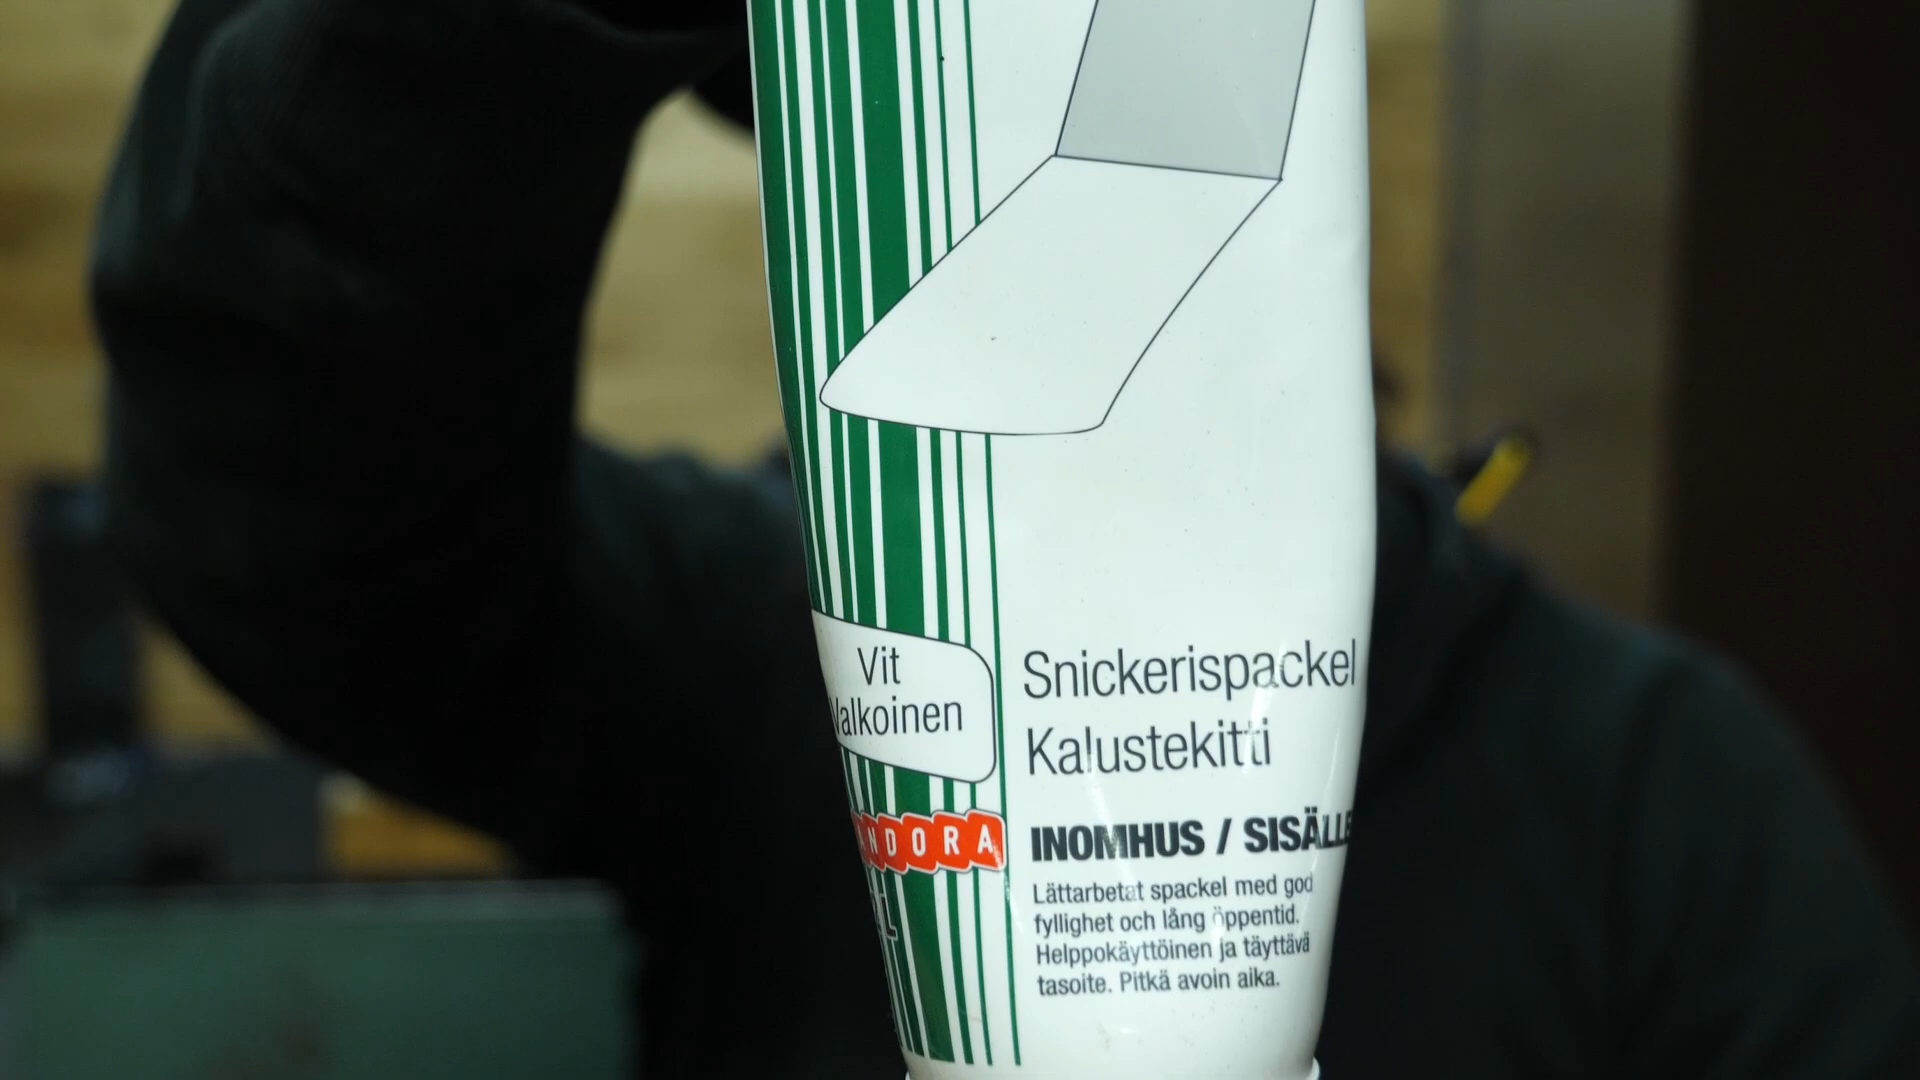 Vit
Valkoinen
Snickerispackel
Kalustekitti
INOMHUS / SISÄLLE
Lättarbetat spackel med god
fyllighet och lång öppentid.
Helppokäyttöinen ja täyttävä
tasoite. Pitkä avoin aika.
NDORA